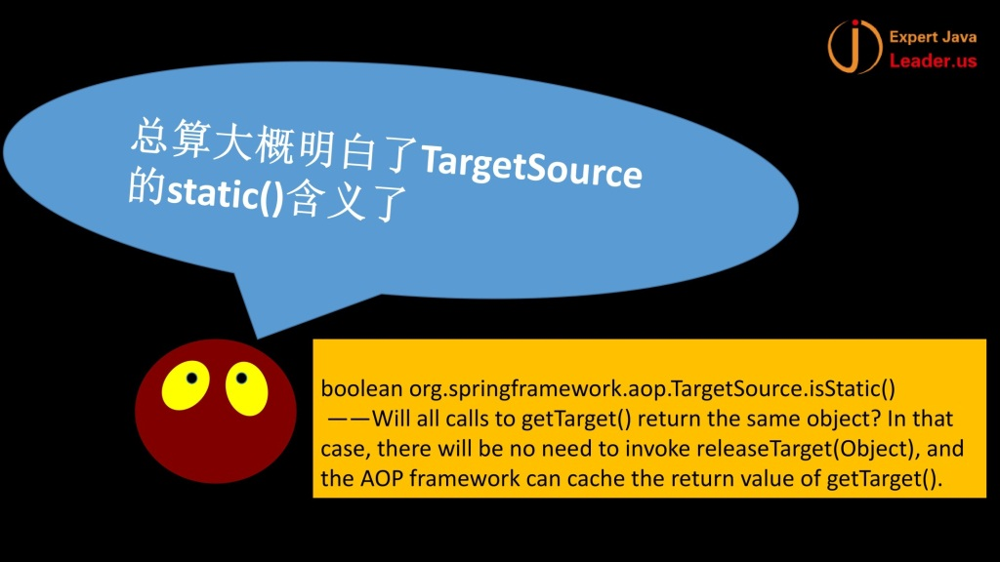 Expert Java
Leader.us
总算大概明白了TargetSource
的static()含义了
boolean org.springframework.aop.TargetSource.isStatic()
——Will all calls to getTarget() return the same object? In that
case, there will be no need to invoke releaseTarget(Object), and
the AOP framework can cache the return value of getTarget().